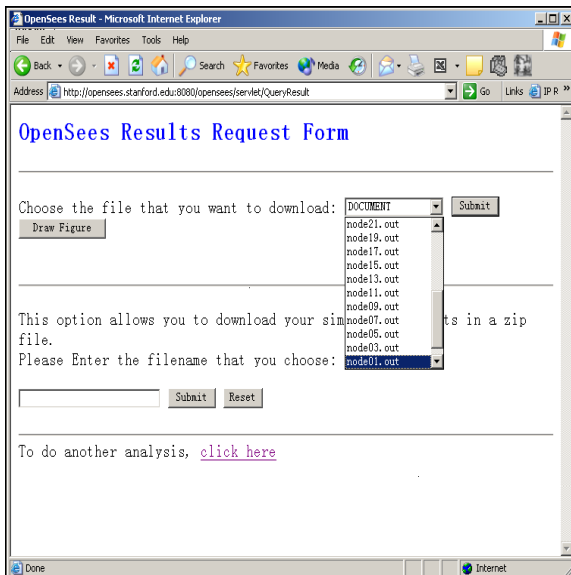 OpenSees Result - Microsoft Internet Explorer
File Edit View Favorites Tools Help
Back Search Favorites Media
Address http://opensees.stanford.edu:8080/opensees/servlet/QueryResult Go Links IP R »
OpenSees Results Request Form
Choose the file that you want to download: DOCUMENT Submit
Draw Figure
node21.out
node19.out
node17.out
node15.out
node13.out
node11.out
node09.out
node07.out
node05.out
node03.out
node01.out
This option allows you to download your sim ts in a zip
file.
Please Enter the filename that you choose:
Submit Reset
To do another analysis, click here
Done Internet